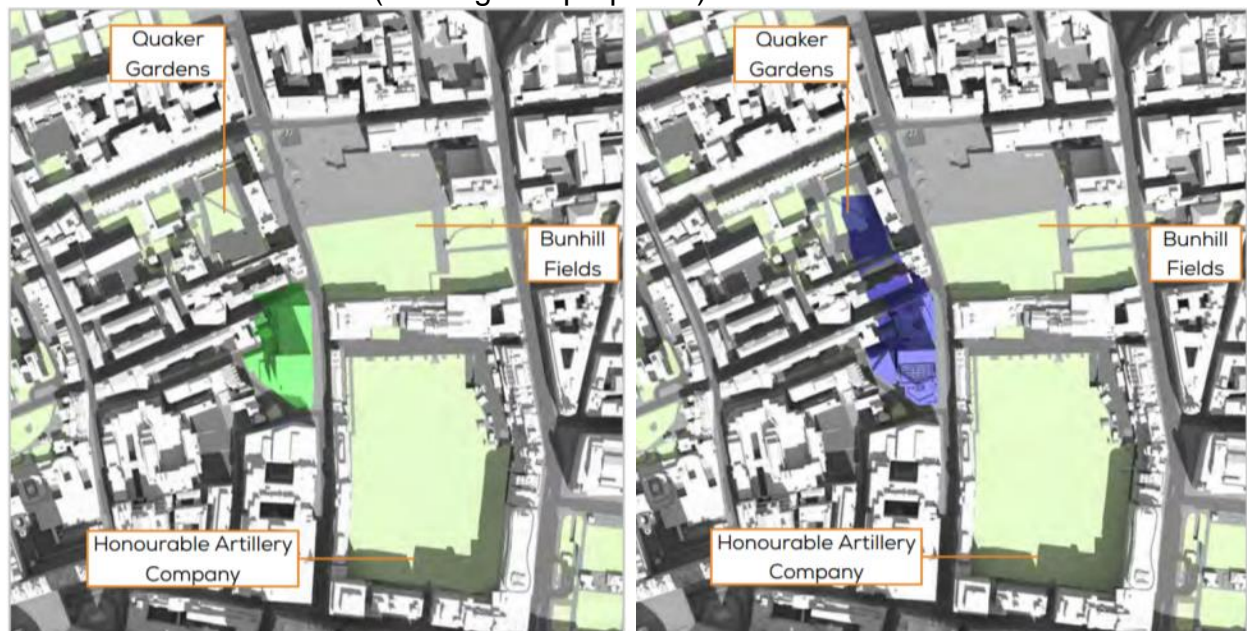 Quaker
Gardens
Bunhill
Fields
Honourable Artillery
Company
Quaker
Gardens
Bunhill
Fields
Honourable Artillery
Company